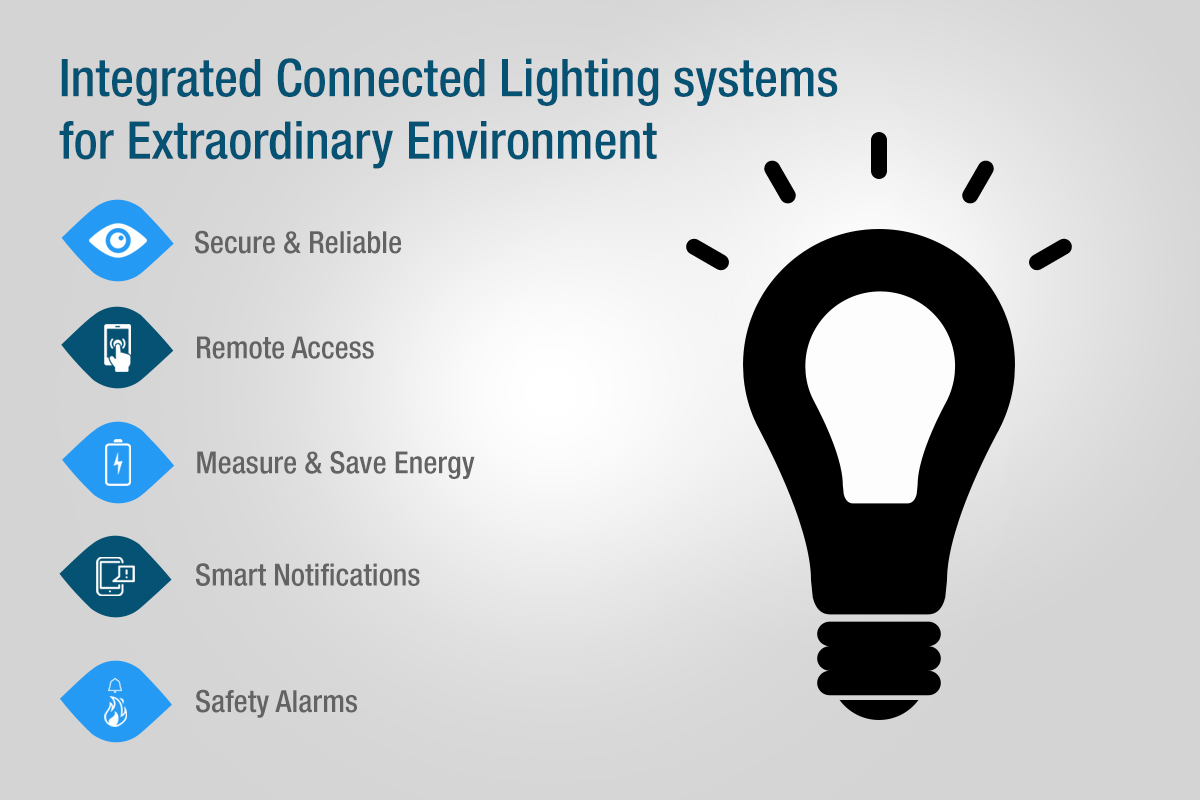 Integrated Connected Lighting systems
for Extraordinary Environment
Secure & Reliable
Remote Access
Measure & Save Energy
Smart Notifications
Safety Alarms